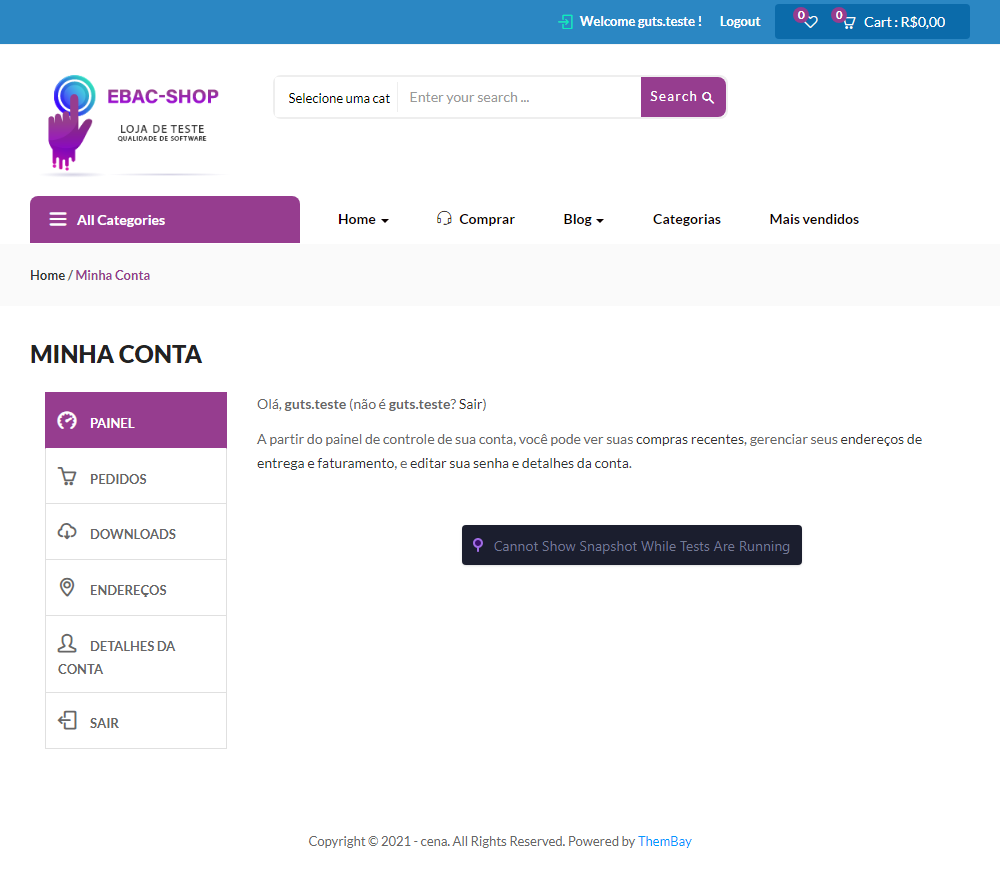 Welcome guts.teste !
Logout
0
0
Cart : R$0,00
EBAC-SHOP
LOJA DE TESTE
QUALIDADE DE SOFTWARE
Selecione uma cat
Enter your search ...
Search
All Categories
Home
Comprar
Blog
Categorias
Mais vendidos
Home / Minha Conta
MINHA CONTA
PAINEL
PEDIDOS
DOWNLOADS
ENDEREÇOS
DETALHES DA
CONTA
SAIR
Olá, guts.teste (não é guts.teste? Sair)
A partir do painel de controle de sua conta, você pode ver suas compras recentes, gerenciar seus endereços de
entrega e faturamento, e editar sua senha e detalhes da conta.
Cannot Show Snapshot While Tests Are Running
Copyright © 2021 - cena. All Rights Reserved. Powered by ThemBay